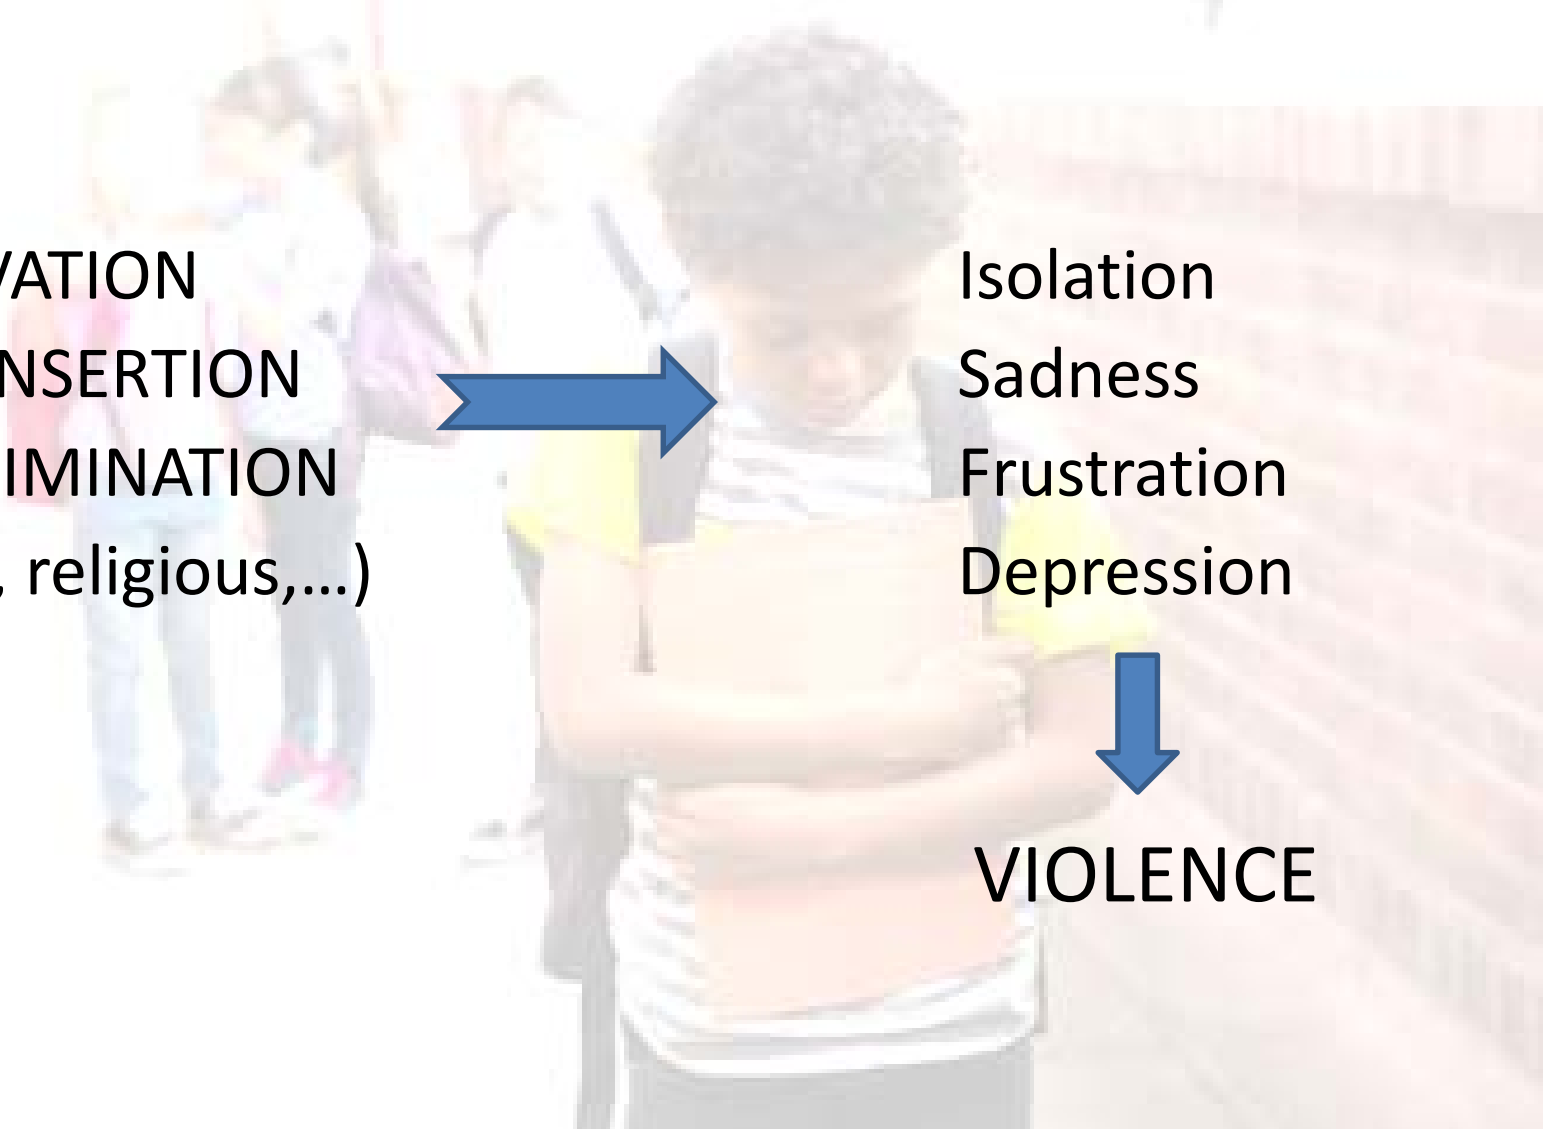 VATION
NSERTION
IMINATION
, religious,...)
Isolation
Sadness
Frustration
Depression
VIOLENCE